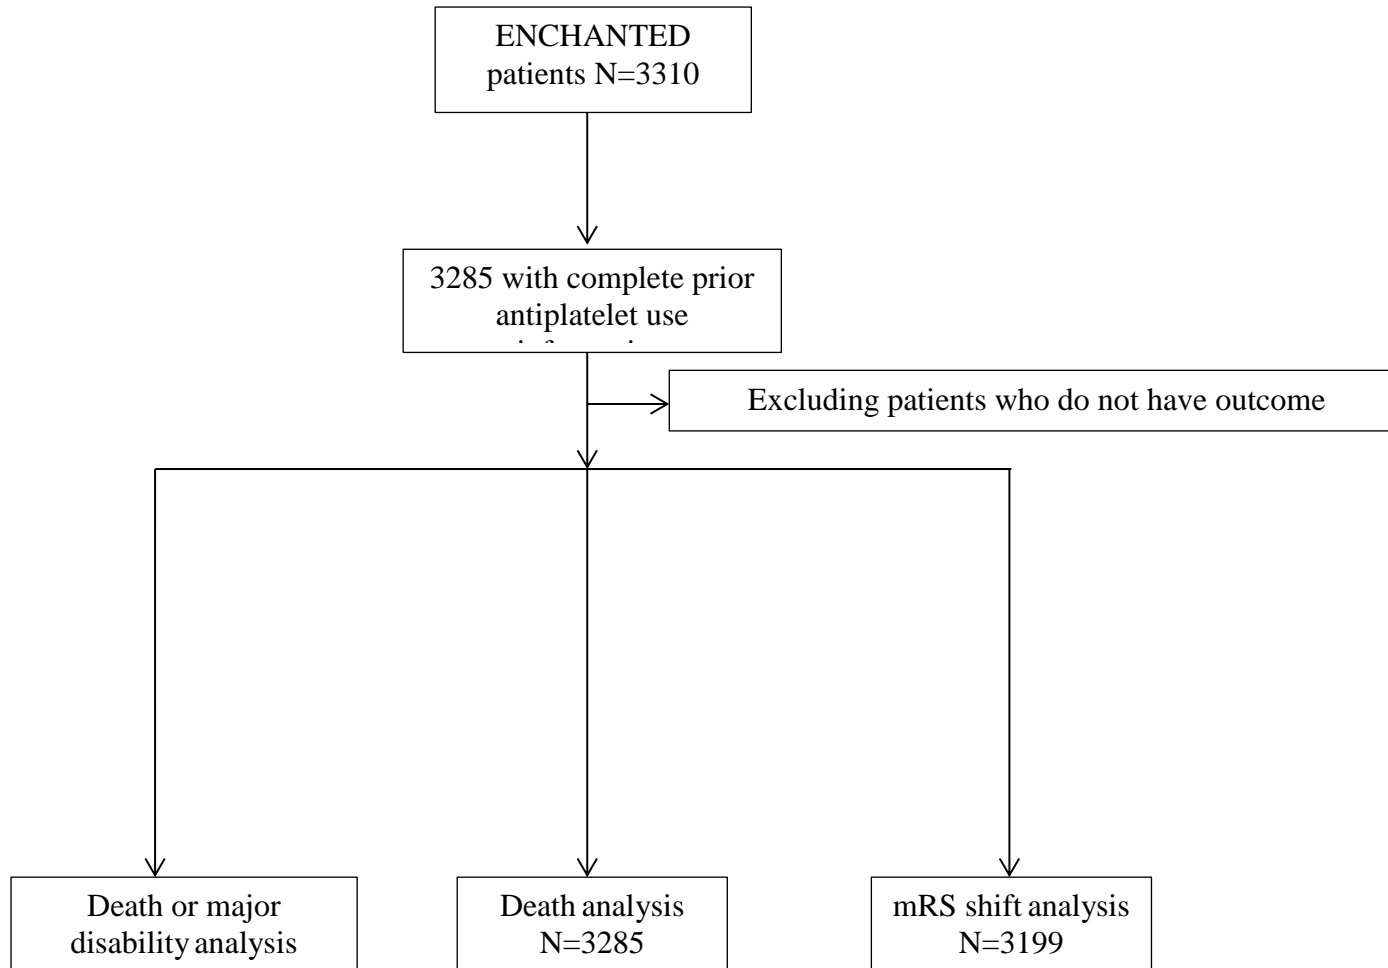 ENCHANTED
patients N=3310
3285 with complete prior
antiplatelet use
Excluding patients who do not have outcome
Death or major
disability analysis
Death analysis
N=3285
mRS shift analysis
N=3199